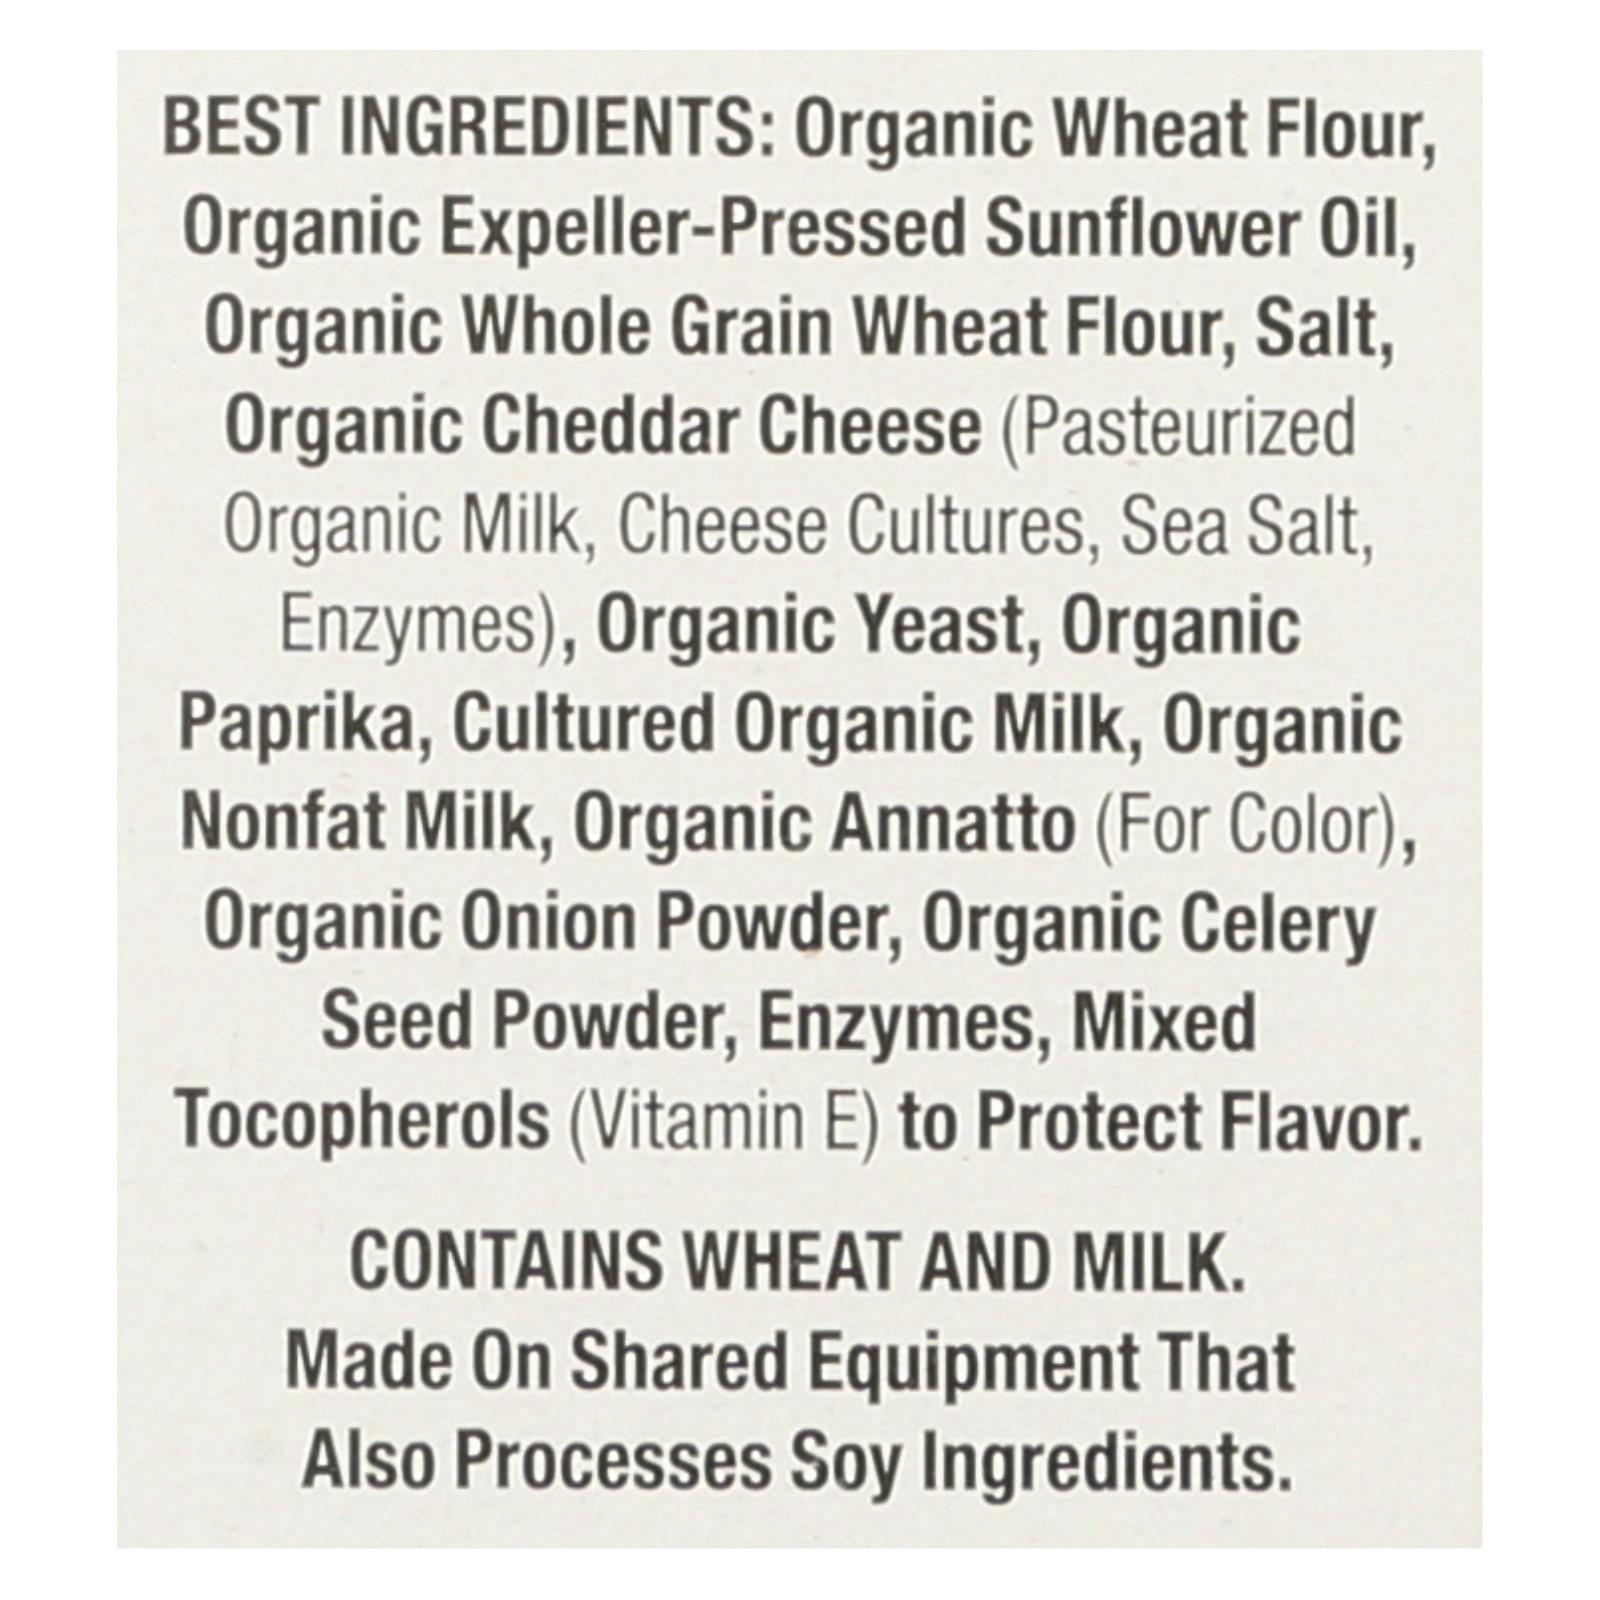 BEST INGREDIENTS: Organic Wheat Flour,
Organic Expeller-Pressed Sunflower Oil,
Organic Whole Grain Wheat Flour, Salt,
Organic Cheddar Cheese (Pasteurized
Organic Milk, Cheese Cultures, Sea Salt,
Enzymes), Organic Yeast, Organic
Paprika, Cultured Organic Milk, Organic
Nonfat Milk, Organic Annatto (For Color),
Organic Onion Powder, Organic Celery
Seed Powder, Enzymes, Mixed
Tocopherols (Vitamin E) to Protect Flavor.
CONTAINS WHEAT AND MILK.
Made On Shared Equipment That
Also Processes Soy Ingredients.